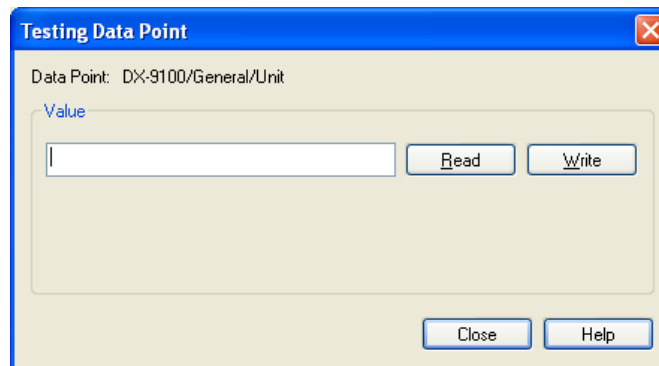 Testing Data Point
Data Point: DX-9100/General/Unit
Value
Read Write
Close Help